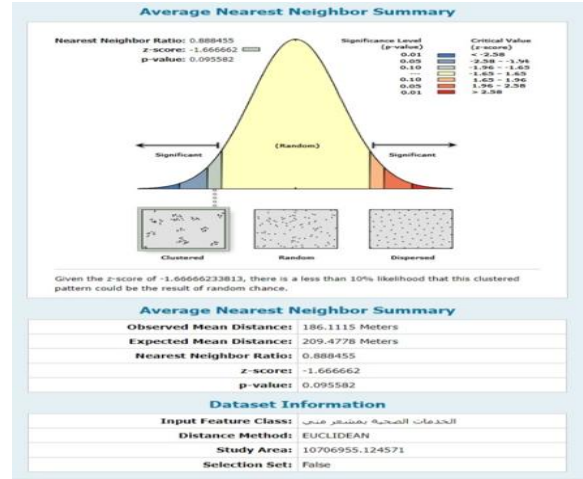 Average Nearest Neighbor Summary
Nearest Neighbor Ratio: 0.888455
z-score: -1.666662
p-value: 0.095582
Significance Level
(p-value)
Critical Value
(z-score)
0.01 < -2.58
0.05 -2.58 - -1.96
0.10 -1.96 - -1.65
--- -1.65 - 1.65
0.10 1.65 - 1.96
0.05 1.96 - 2.58
0.01 > 2.58
Significant
(Random)
Significant
Clustered
Random
Dispersed
Given the z-score of -1.66666233813, there is a less than 10% likelihood that this clustered
pattern could be the result of random chance.
Average Nearest Neighbor Summary
Observed Mean Distance: 186.1115 Meters
Expected Mean Distance: 209.4778 Meters
Nearest Neighbor Ratio: 0.888455
z-score: -1.666662
p-value: 0.095582
Dataset Information
Input Feature Class: الخدمات الصحية بمشعر منى
Distance Method: EUCLIDEAN
Study Area: 10706955.124571
Selection Set: False